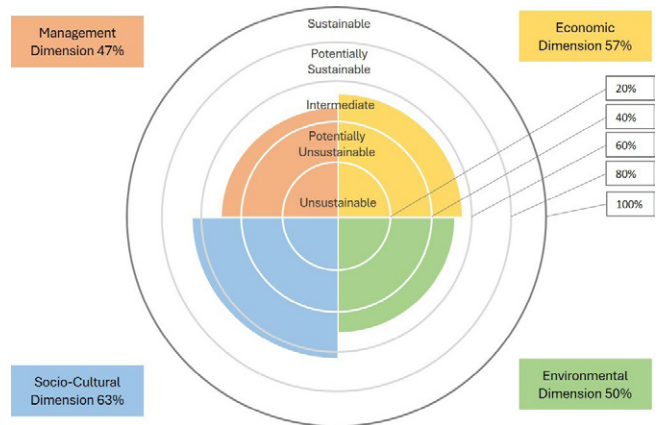 Management
Dimension 47%
Sustainable
Economic
Dimension 57%
Potentially
Sustainable
20%
Intermediate
40%
Potentially
Unsustainable
60%
80%
Unsustainable
100%
Socio-Cultural
Dimension 63%
Environmental
Dimension 50%